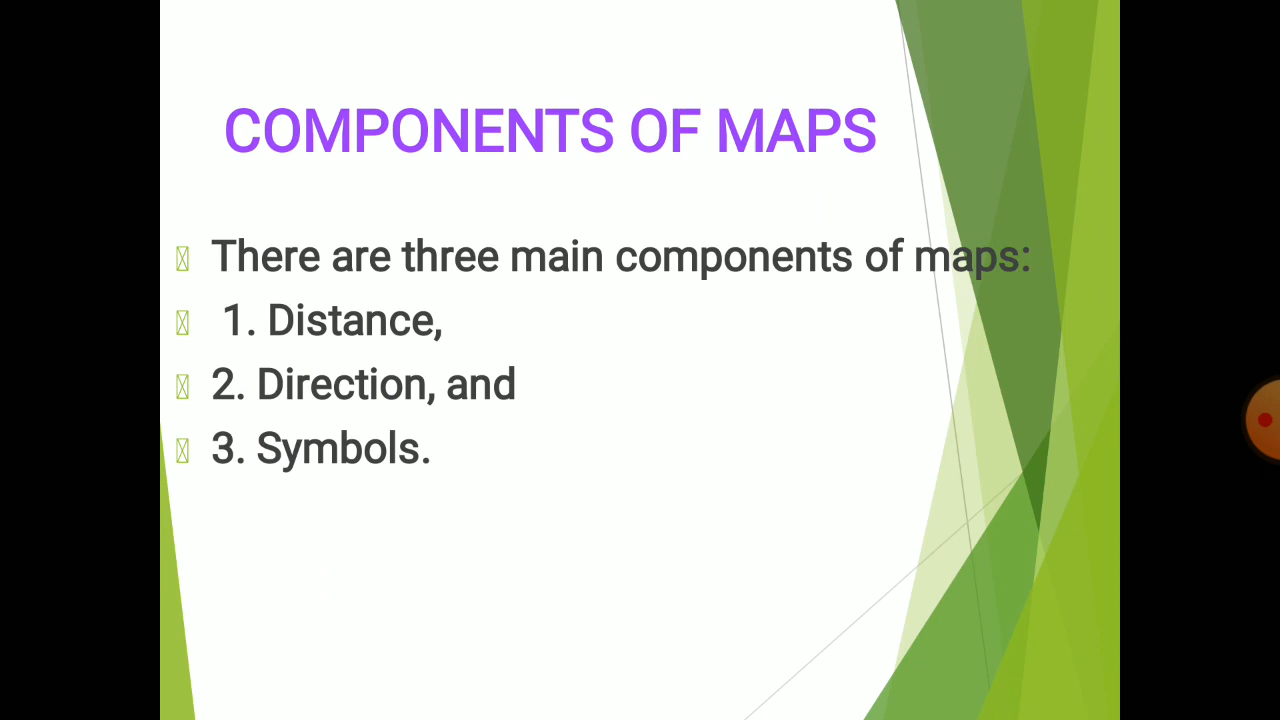 COMPONENTS OF MAPS
There are three main components of maps:
1. Distance,
2. Direction, and
3. Symbols.